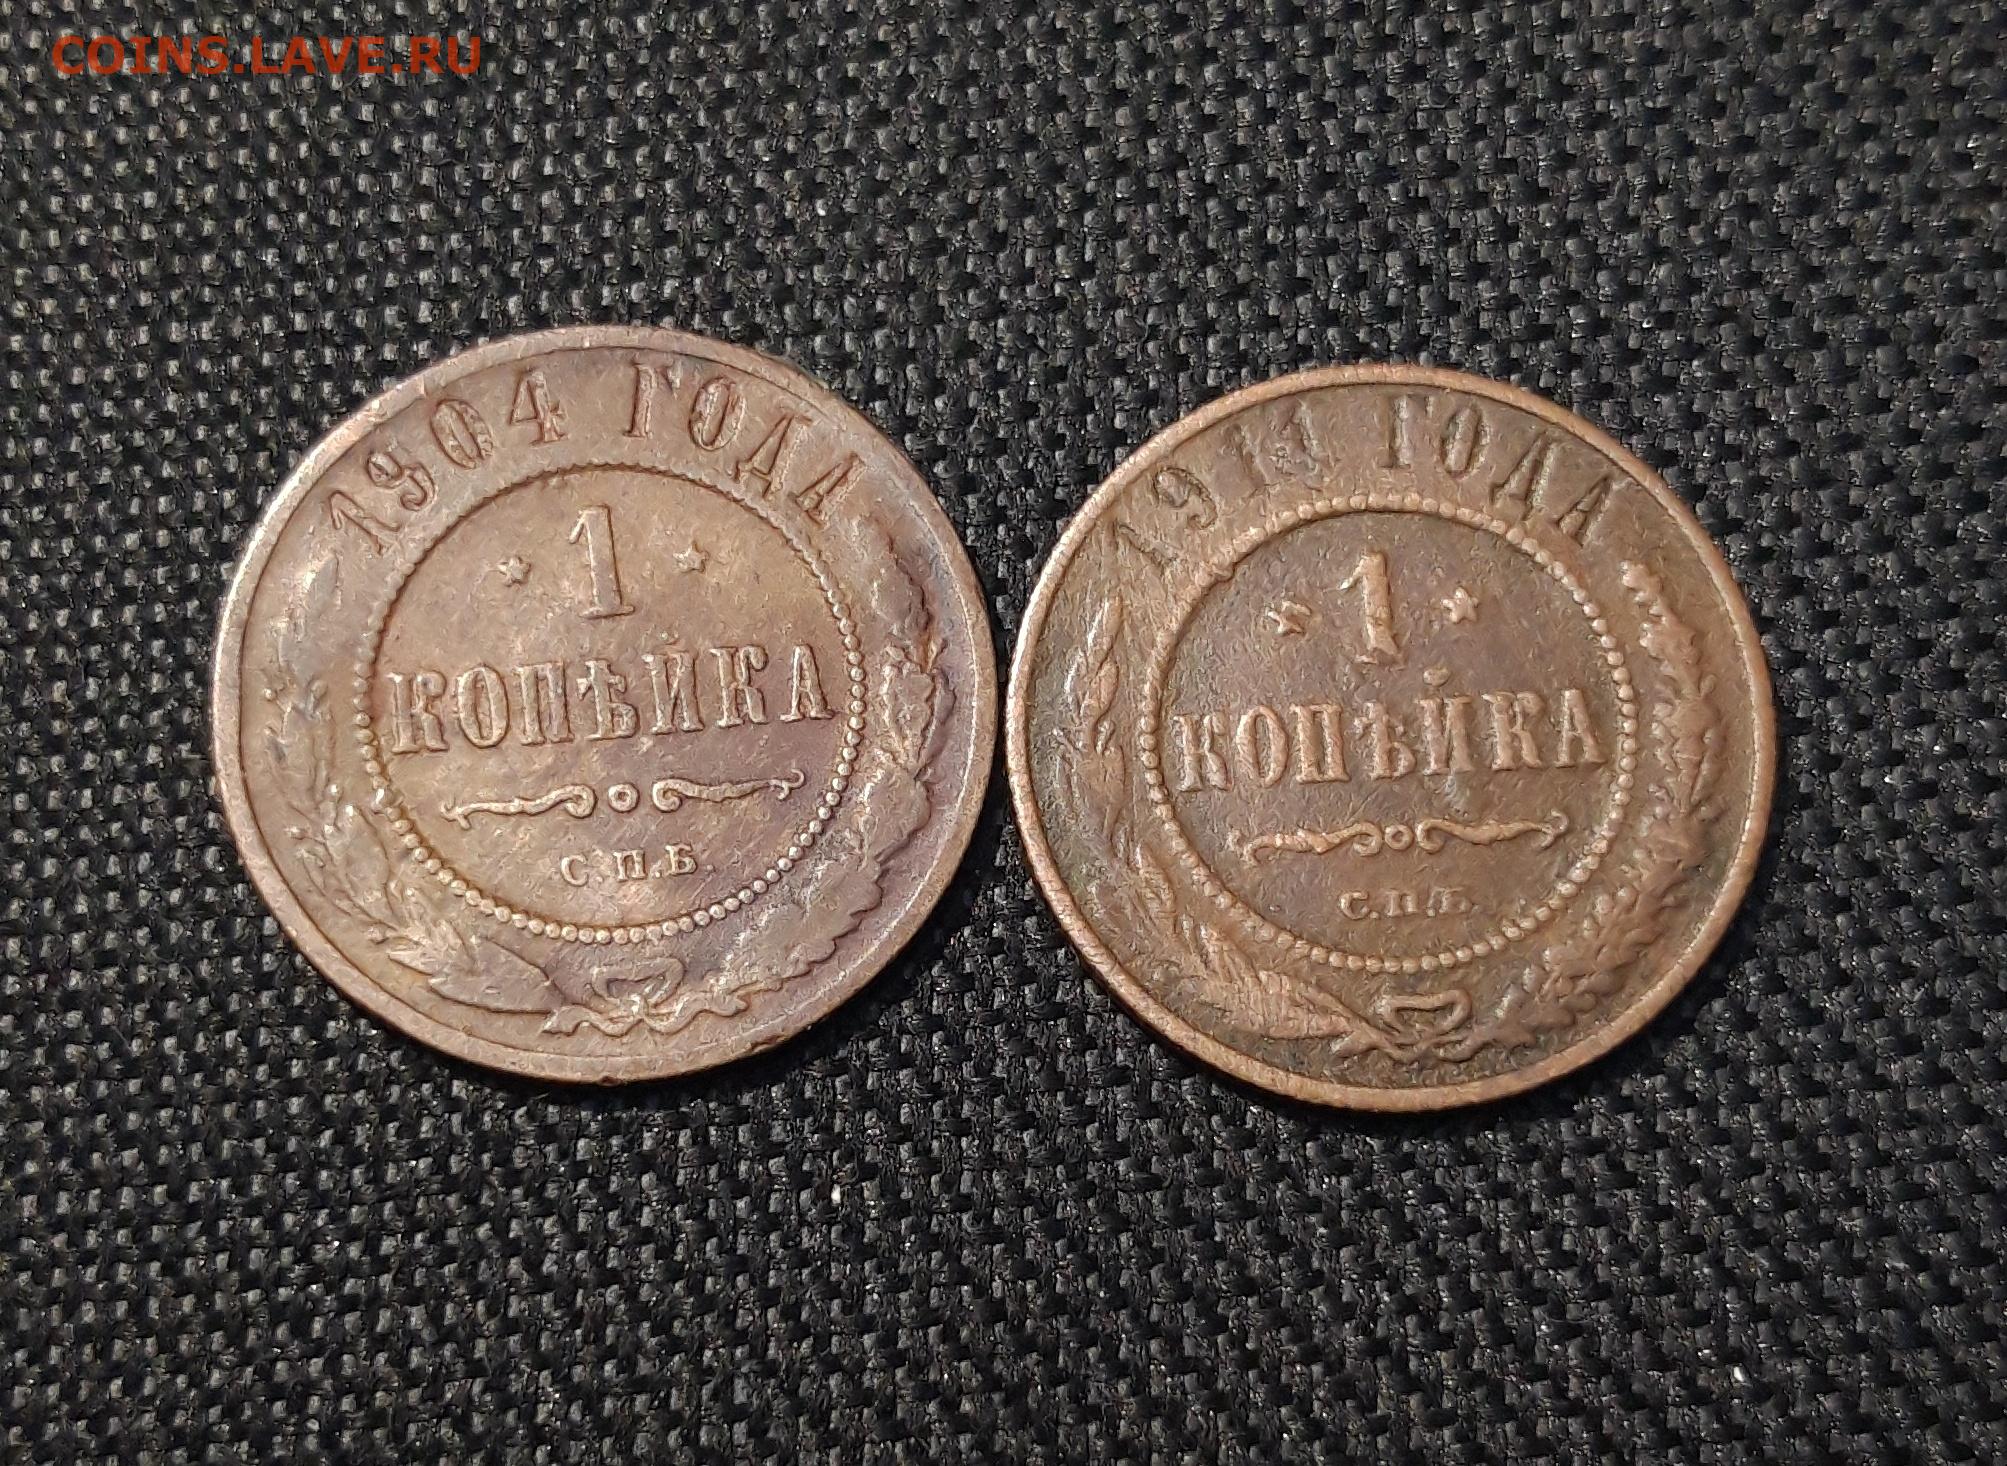 COINS.LAVE.RU
1904 ГОДА
* 1 *
КОПѢЙКА
С.П.Б.
1911 ГОДА
* 1 *
КОПѢЙКА
С.П.Б.